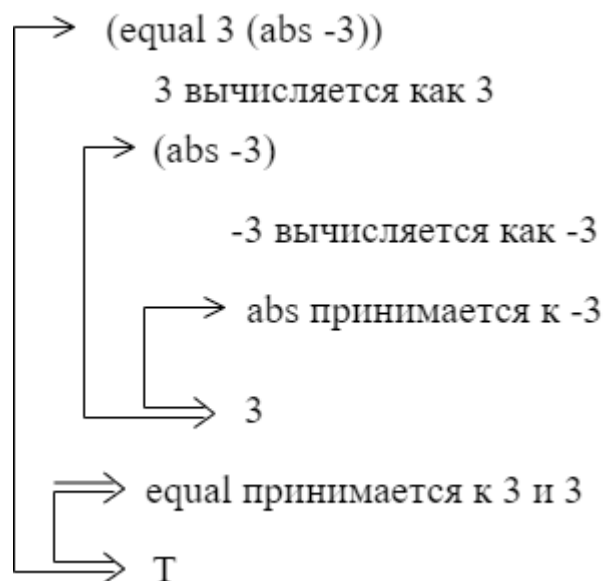 (equal 3 (abs -3))
3 вычисляется как 3
(abs -3)
-3 вычисляется как -3
abs принимается к -3
3
equal принимается к 3 и 3
T